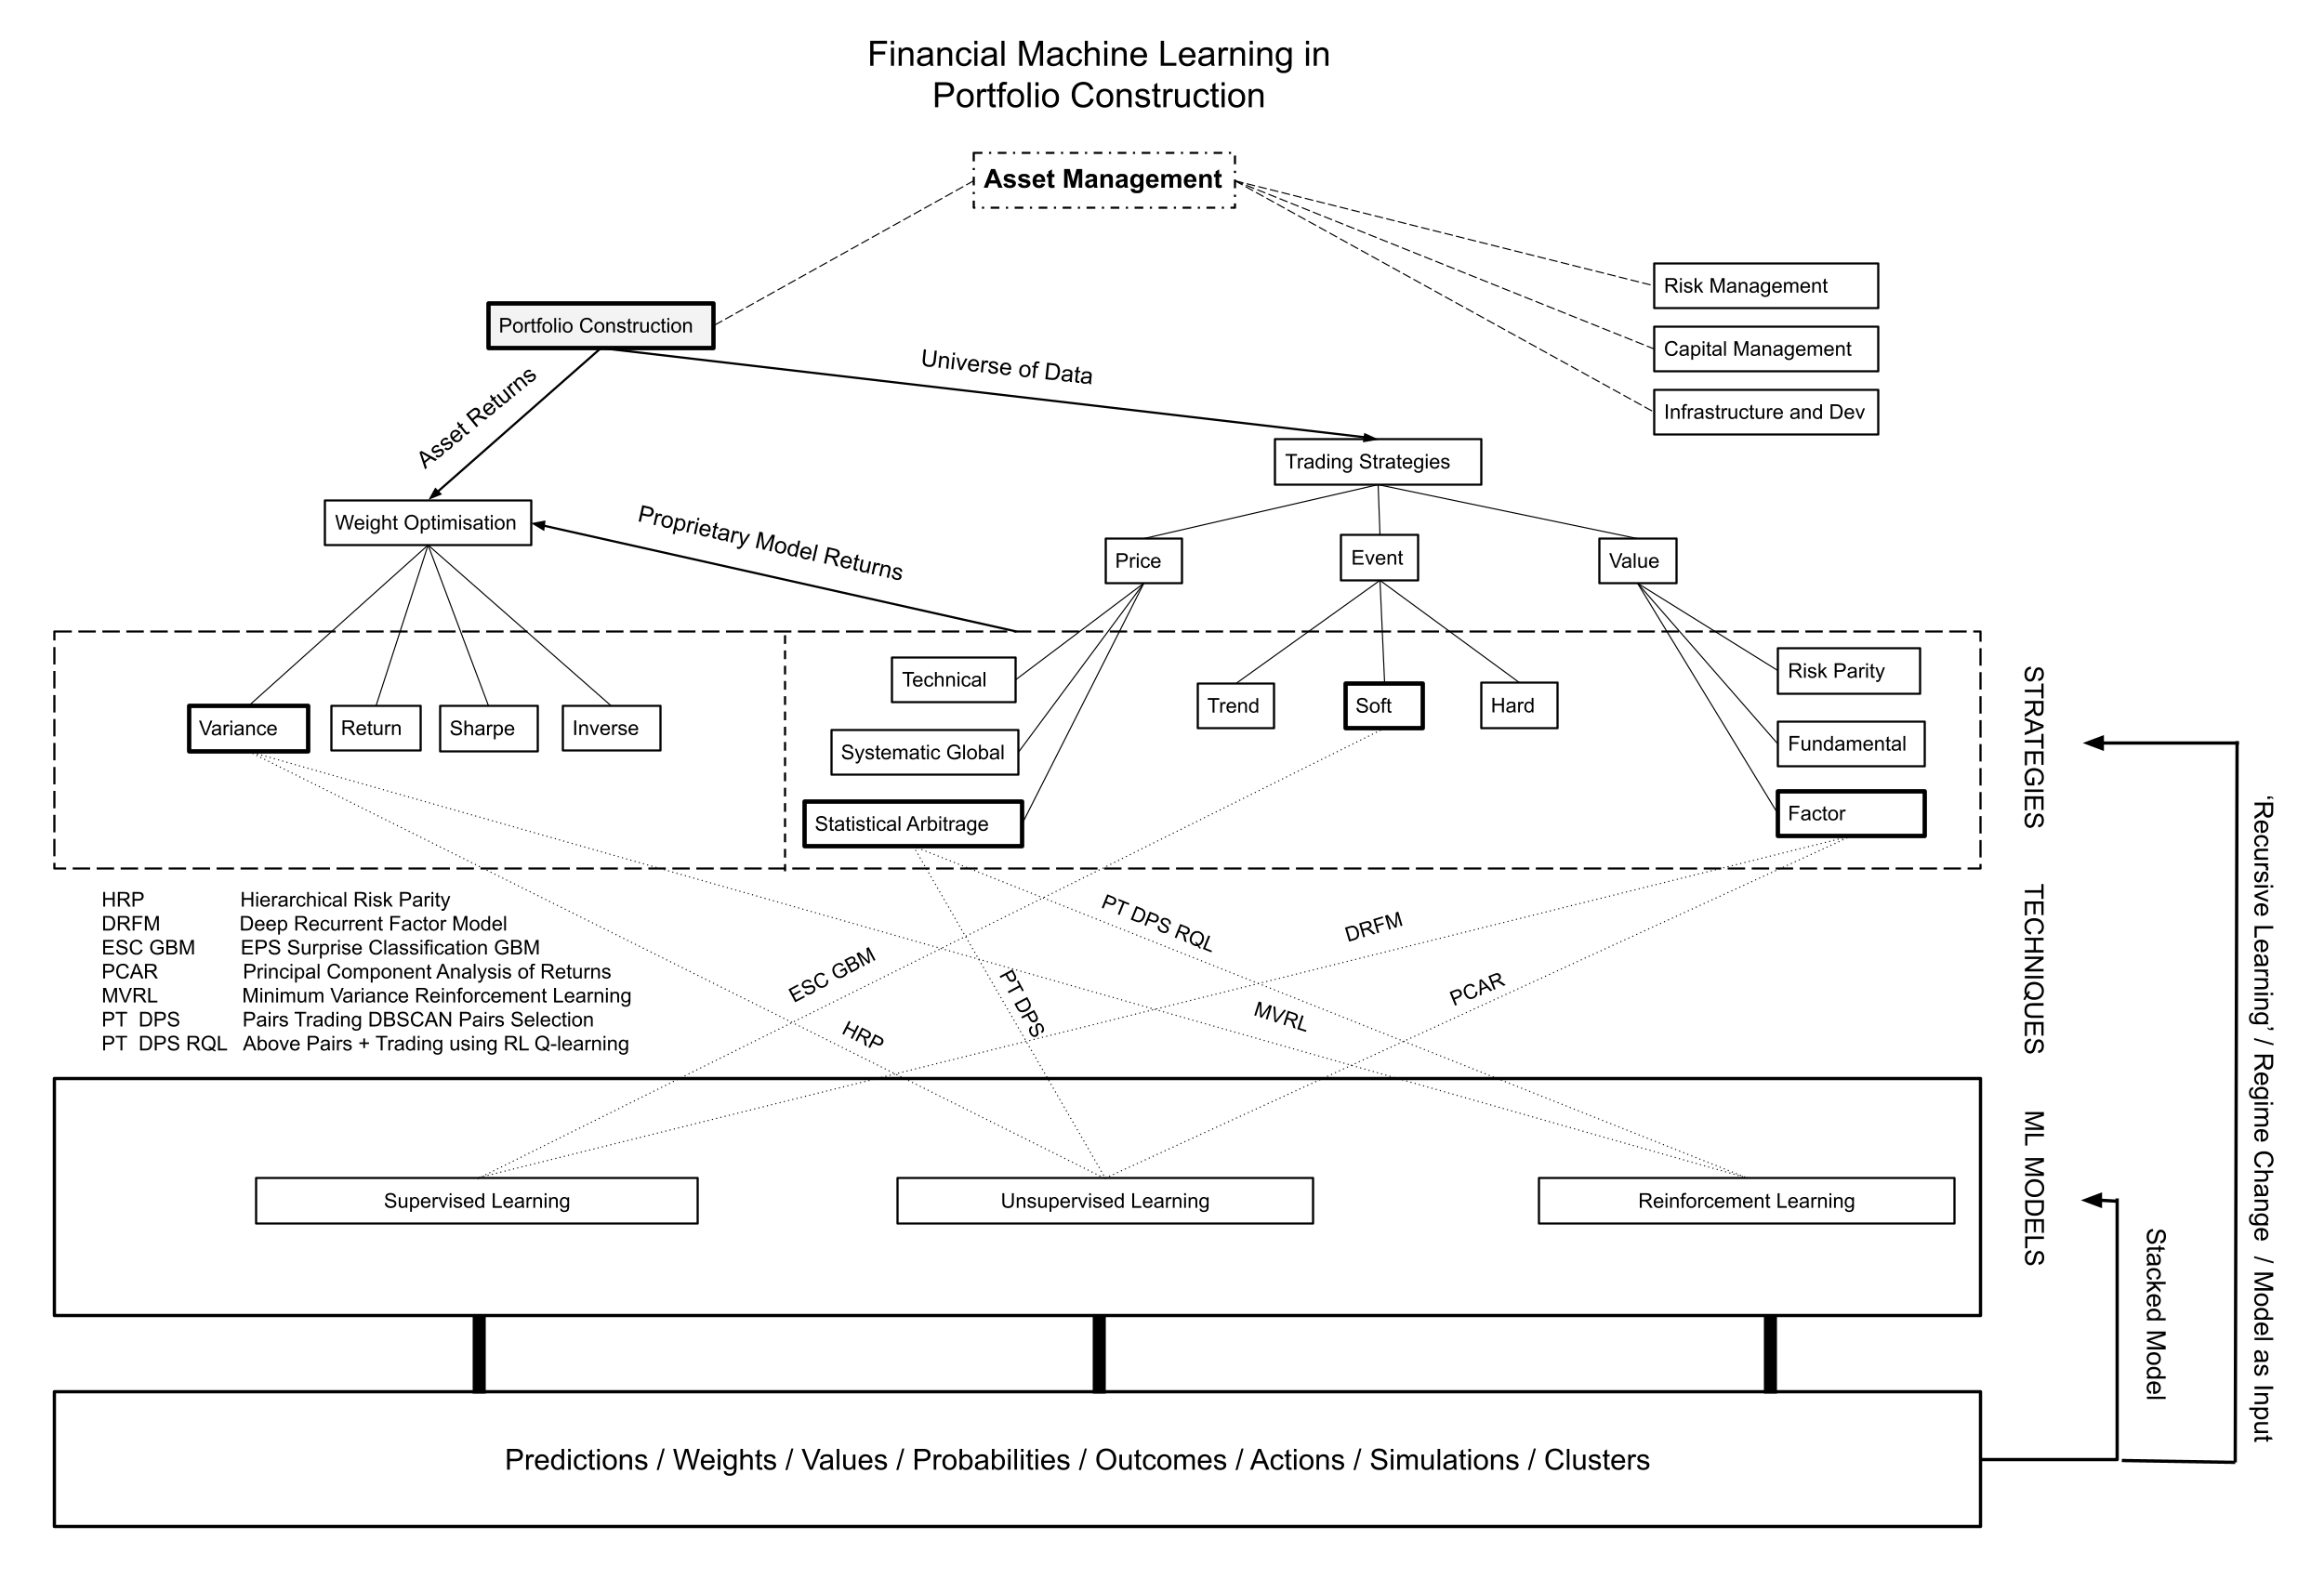 Financial Machine Learning in
Portfolio Construction
Asset Management
Risk Management
Portfolio Construction
Capital Management
Universe of Data
Asset Returns
Infrastructure and Dev
Trading Strategies
Weight Optimisation
Proprietary Model Returns
Price
Event
Value
Technical
Risk Parity
Trend
Soft
Hard
Variance
Return
Sharpe
Inverse
Systematic Global
Fundamental
Statistical Arbitrage
Factor
STRATEGIES
HRP Hierarchical Risk Parity
DRFM Deep Recurrent Factor Model
ESC GBM EPS Surprise Classification GBM
PCAR Principal Component Analysis of Returns
MVRL Minimum Variance Reinforcement Learning
PT DPS Pairs Trading DBSCAN Pairs Selection
PT DPS RQL Above Pairs + Trading using RL Q-learning
PT DPS RQL
DRFM
ESC GBM
PT DPS
PCAR
MVRL
HRP
TECHNIQUES
Supervised Learning
Unsupervised Learning
Reinforcement Learning
ML MODELS
Stacked Model
‘Recursive Learning’ / Regime Change / Model as Input
Predictions / Weights / Values / Probabilities / Outcomes / Actions / Simulations / Clusters